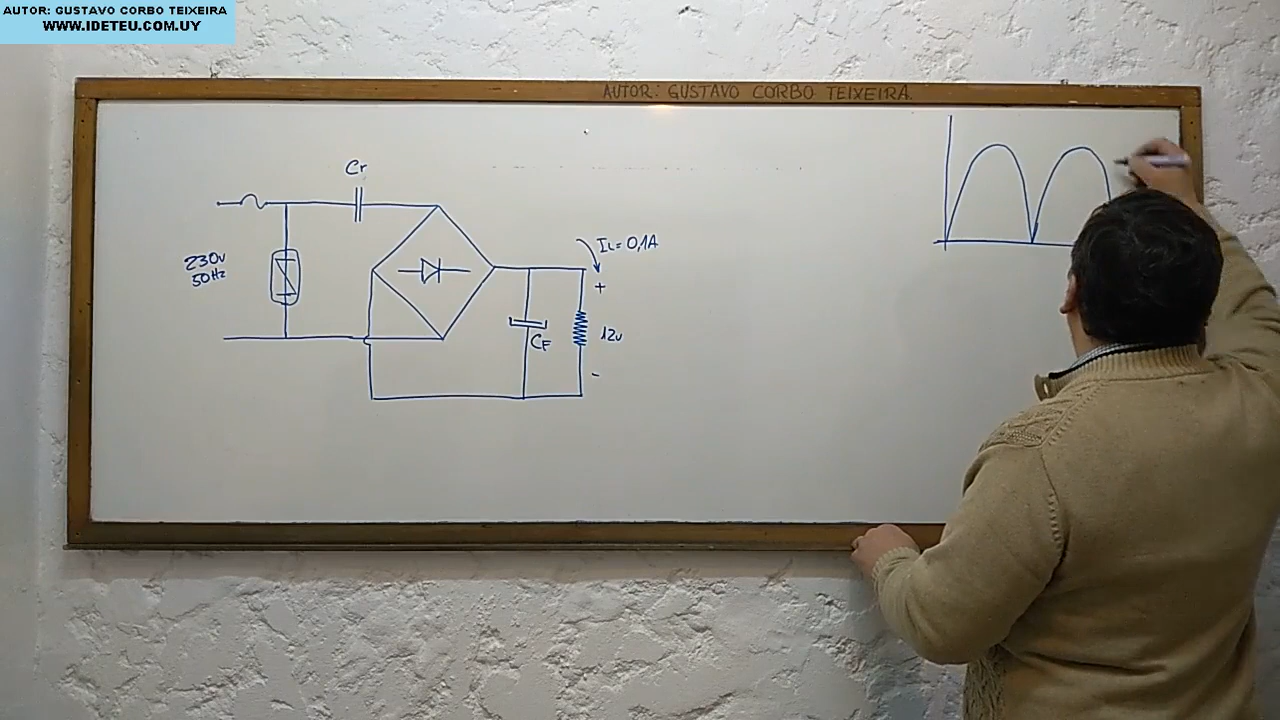 AUTOR: GUSTAVO CORBO TEIXEIRA
WWW.IDETEU.COM.UY
AUTOR: GUSTAVO CORBO TEIXEIRA.
Cr
230v
50Hz
IL=0,1A
+
CF
12v
-